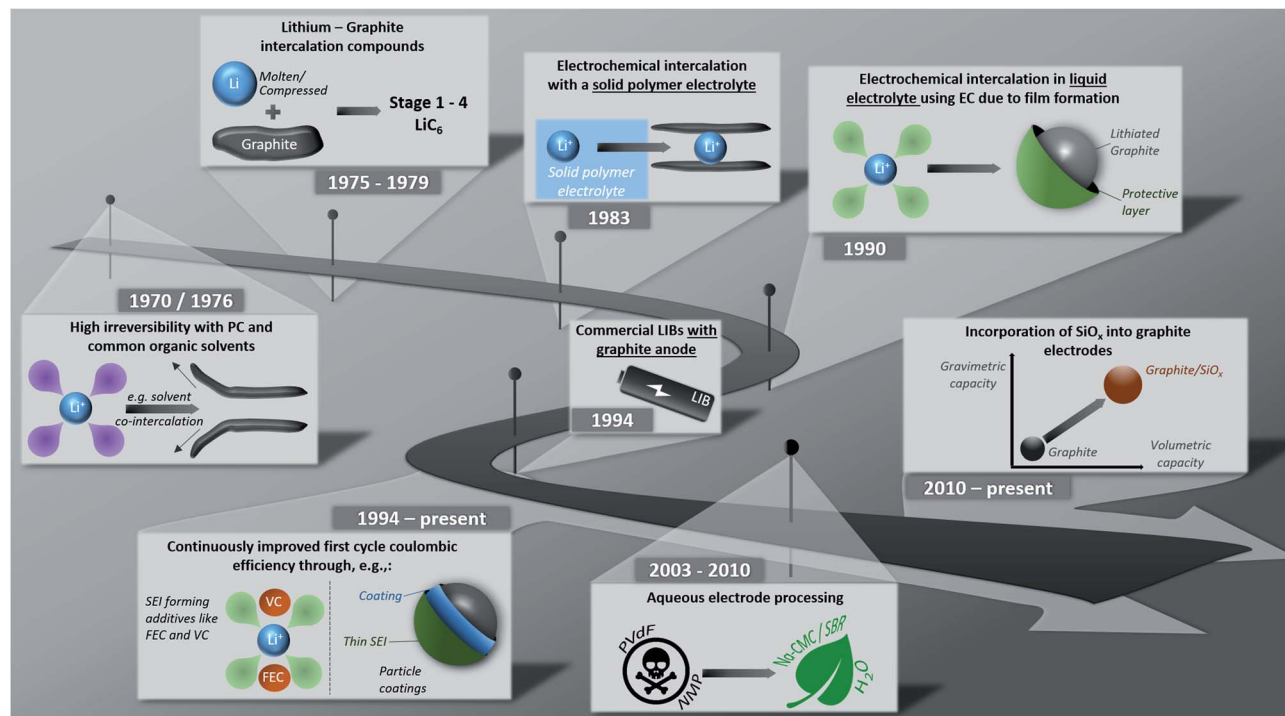 Lithium – Graphite
intercalation compounds
Li
Molten/
Compressed
+
Graphite
Stage 1 - 4
LiC₆
1975 - 1979
Electrochemical intercalation
with a solid polymer electrolyte
Li⁺
Li⁺
Solid polymer
electrolyte
1983
Electrochemical intercalation in liquid
electrolyte using EC due to film formation
Li⁺
Lithiated
Graphite
Protective
layer
1990
1970 / 1976
High irreversibility with PC and
common organic solvents
Li⁺
e.g. solvent
co-intercalation
Commercial LIBs with
graphite anode
LIB
1994
Incorporation of SiOₓ into graphite
electrodes
Gravimetric
capacity
Graphite/SiOₓ
Graphite
Volumetric
capacity
2010 – present
1994 – present
Continuously improved first cycle coulombic
efficiency through, e.g.,:
SEI forming
additives like
FEC and VC
VC
Li⁺
FEC
Coating
Thin SEI
Particle
coatings
2003 - 2010
Aqueous electrode processing
PVdF
NMP
Na-CMC / SBR
H₂O